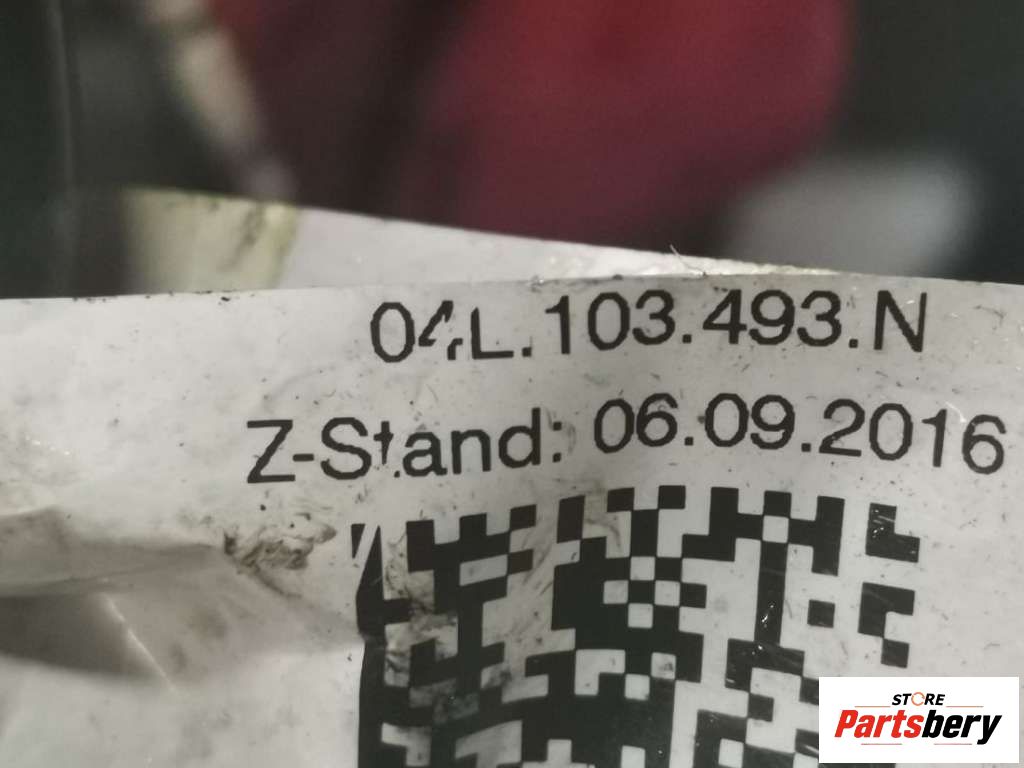 04L.103.493.N
Z-Stand: 06.09.2016
STORE
Partsbery